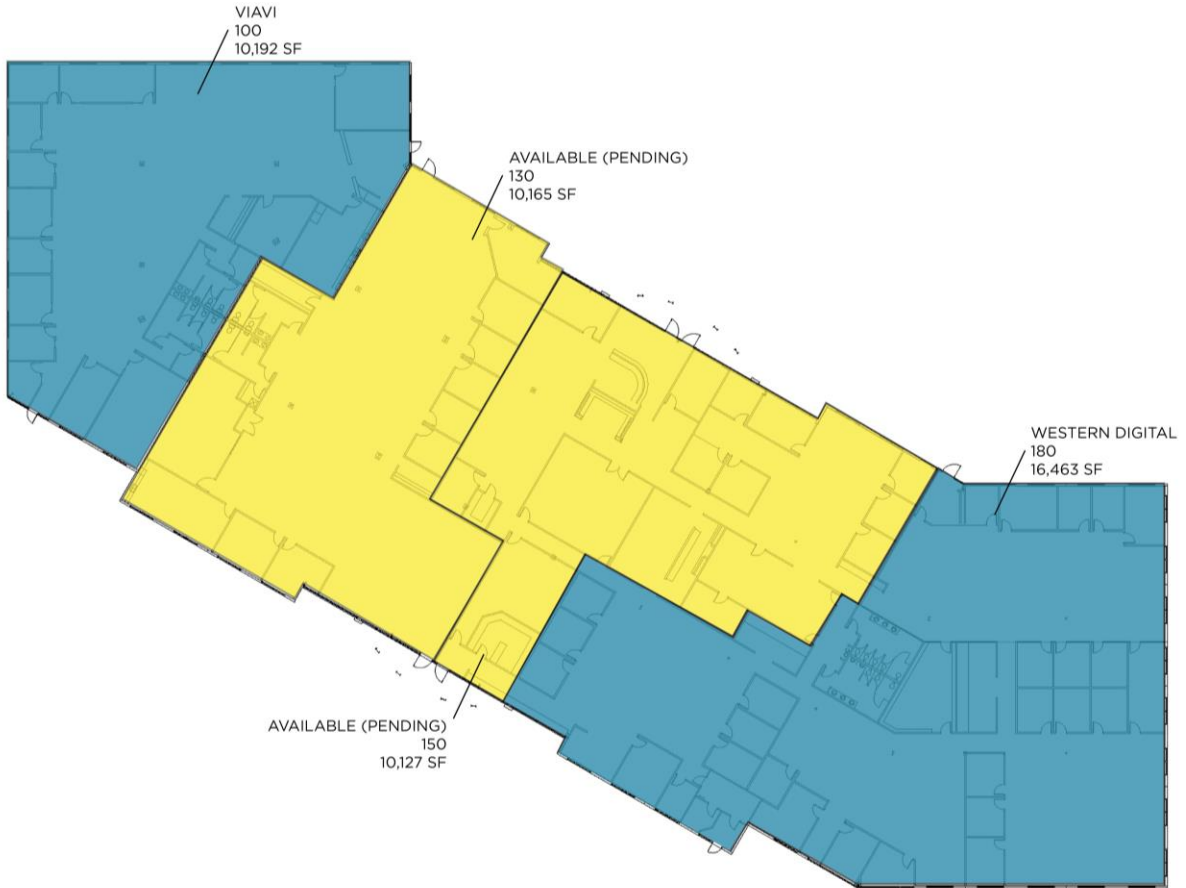 VIAVI
100
10,192 SF
AVAILABLE (PENDING)
130
10,165 SF
WESTERN DIGITAL
180
16,463 SF
AVAILABLE (PENDING)
150
10,127 SF